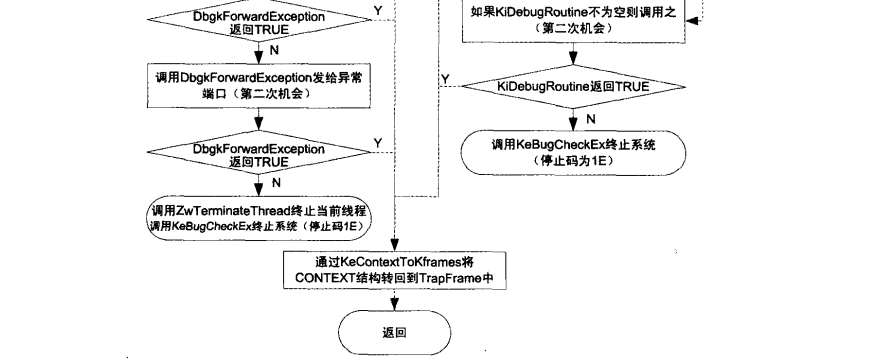 DbgkForwardException
返回TRUE
Y
N
调用DbgkForwardException发给异常
端口（第二次机会）
DbgkForwardException
返回TRUE
Y
N
调用ZwTerminateThread终止当前线程
调用KeBugCheckEx终止系统（停止码1E）
如果KiDebugRoutine不为空则调用之
（第二次机会）
Y
KiDebugRoutine返回TRUE
N
调用KeBugCheckEx终止系统
（停止码为1E）
通过KeContextToKframes将
CONTEXT结构转回到TrapFrame中
返回